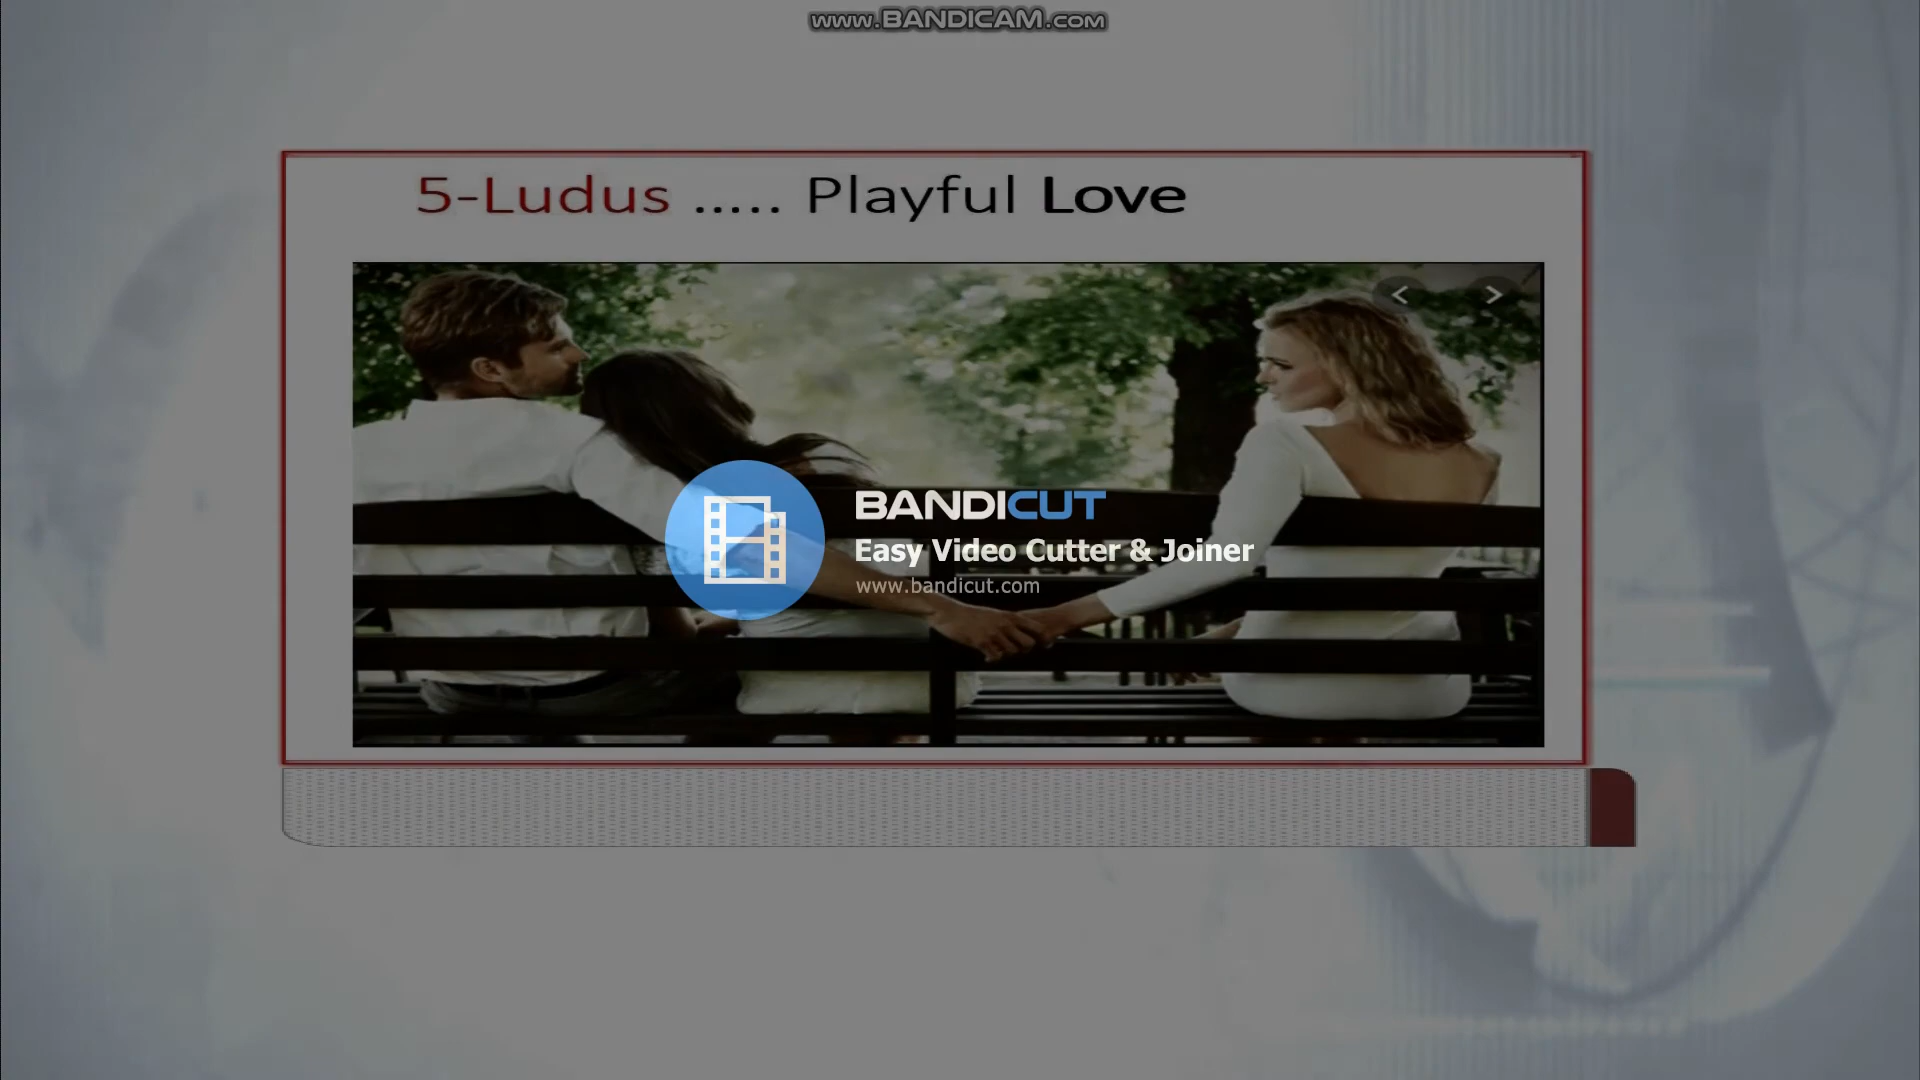 www.BANDICAM.com
5-Ludus ..... Playful Love
BANDICUT
Easy Video Cutter & Joiner
www.bandicut.com